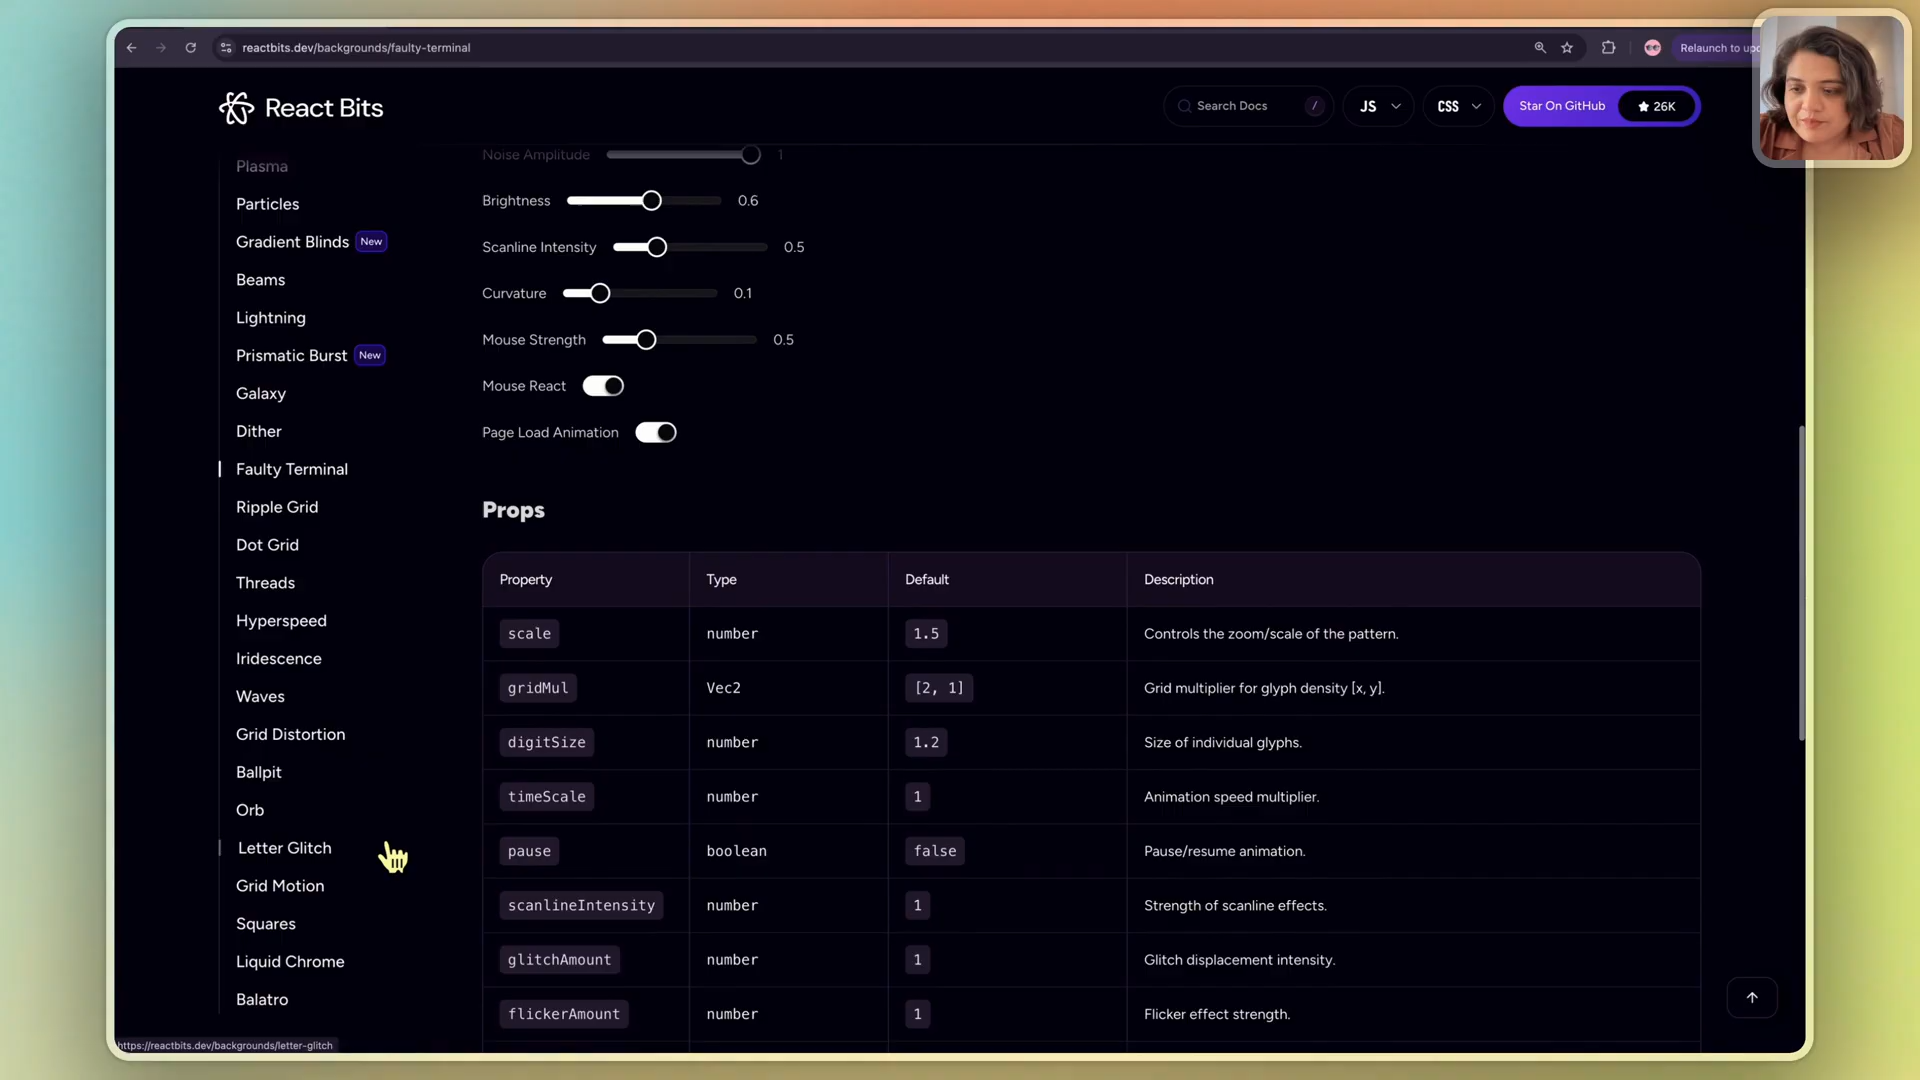 reactbits.dev/backgrounds/faulty-terminal
Relaunch to up
React Bits
Search Docs /
JS
CSS
Star On GitHub
26K
Plasma
Particles
Gradient Blinds New
Beams
Lightning
Prismatic Burst New
Galaxy
Dither
Faulty Terminal
Ripple Grid
Dot Grid
Threads
Hyperspeed
Iridescence
Waves
Grid Distortion
Ballpit
Orb
Letter Glitch
Grid Motion
Squares
Liquid Chrome
Balatro
Noise Amplitude 1
Brightness 0.6
Scanline Intensity 0.5
Curvature 0.1
Mouse Strength 0.5
Mouse React
Page Load Animation
Props
Property Type Default Description
scale number 1.5 Controls the zoom/scale of the pattern.
gridMul Vec2 [2, 1] Grid multiplier for glyph density [x, y].
digitSize number 1.2 Size of individual glyphs.
timeScale number 1 Animation speed multiplier.
pause boolean false Pause/resume animation.
scanlineIntensity number 1 Strength of scanline effects.
glitchAmount number 1 Glitch displacement intensity.
flickerAmount number 1 Flicker effect strength.
https://reactbits.dev/backgrounds/letter-glitch